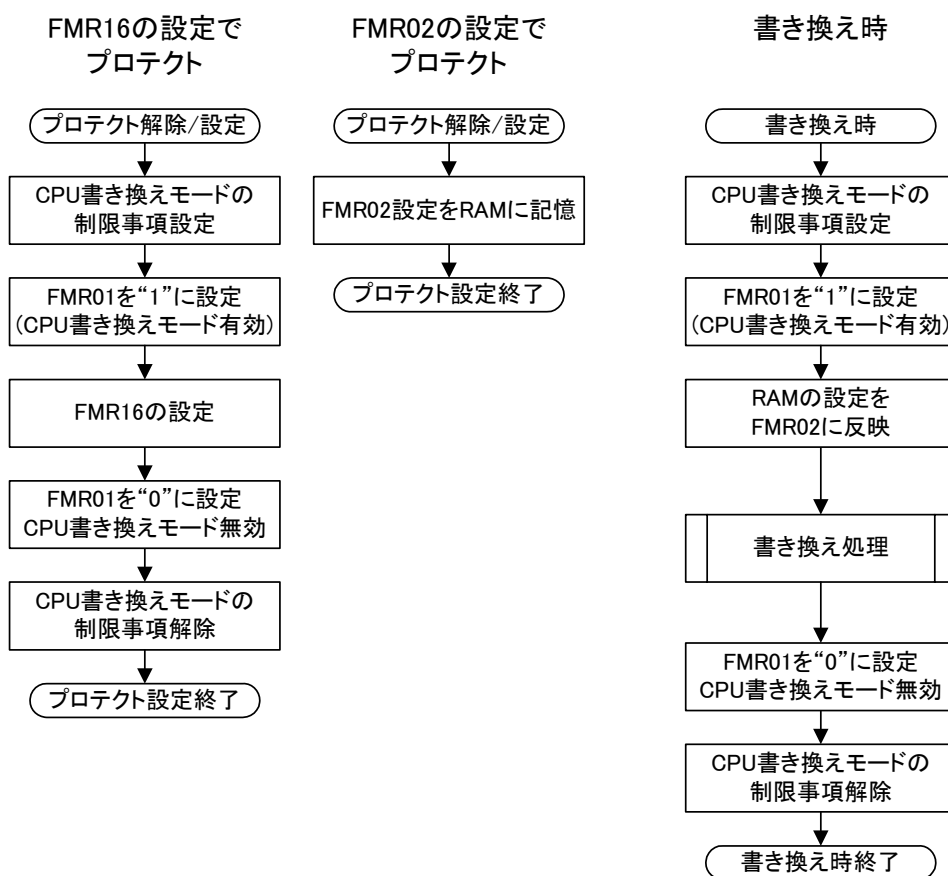 FMR16の設定で
プロテクト
プロテクト解除/設定
CPU書き換えモードの
制限事項設定
FMR01を“1”に設定
(CPU書き換えモード有効)
FMR16の設定
FMR01を“0”に設定
CPU書き換えモード無効
CPU書き換えモードの
制限事項解除
プロテクト設定終了
FMR02の設定で
プロテクト
プロテクト解除/設定
FMR02設定をRAMに記憶
プロテクト設定終了
書き換え時
書き換え時
CPU書き換えモードの
制限事項設定
FMR01を“1”に設定
(CPU書き換えモード有効)
RAMの設定を
FMR02に反映
書き換え処理
FMR01を“0”に設定
CPU書き換えモード無効
CPU書き換えモードの
制限事項解除
書き換え時終了